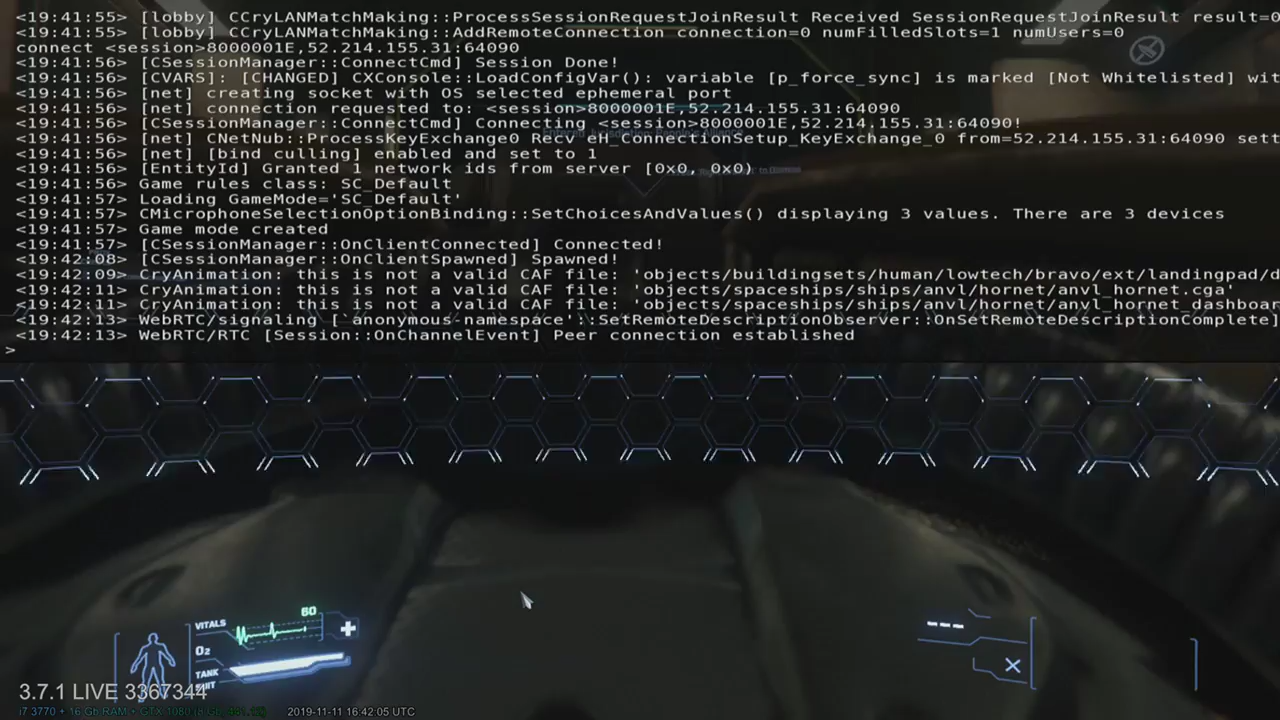 <19:41:55> [lobby] CCryLANMatchMaking::ProcessSessionRequestJoinResult Received SessionRequestJoinResult result=0
<19:41:55> [lobby] CCryLANMatchMaking::AddRemoteConnection connection=0 numFilledSlots=1 numUsers=0
connect <session>8000001E,52.214.155.31:64090
<19:41:56> [CSessionManager::ConnectCmd] Session Done!
<19:41:56> [CVARS]: [CHANGED] CXConsole::LoadConfigVar(): variable [p_force_sync] is marked [Not Whitelisted] wit
<19:41:56> [net] creating socket with OS selected ephemeral port
<19:41:56> [net] connection requested to: <session>8000001E,52.214.155.31:64090
<19:41:56> [CSessionManager::ConnectCmd] Connecting <session>8000001E,52.214.155.31:64090!
<19:41:56> [net] CNetNub::ProcessKeyExchange0 Recv eH_ConnectionSetup_KeyExchange_0 from=52.214.155.31:64090 sett
<19:41:56> [net] [bind culling] enabled and set to 1
<19:41:56> [EntityId] Granted 1 network ids from server [0x0, 0x0)
<19:41:56> Game rules class: SC_Default
<19:41:57> Loading GameMode='SC_Default'
<19:41:57> CMicrophoneSelectionOptionBinding::SetChoicesAndValues() displaying 3 values. There are 3 devices
<19:41:57> Game mode created
<19:41:57> [CSessionManager::OnClientConnected] Connected!
<19:42:08> [CSessionManager::OnClientSpawned] Spawned!
<19:42:09> CryAnimation: this is not a valid CAF file: 'objects/buildingsets/human/lowtech/bravo/ext/landingpad/d
<19:42:11> CryAnimation: this is not a valid CAF file: 'objects/spaceships/ships/anvl/hornet/anvl_hornet.cga'
<19:42:11> CryAnimation: this is not a valid CAF file: 'objects/spaceships/ships/anvl/hornet/anvl_hornet_dashboar
<19:42:13> WebRTC/signaling [`anonymous-namespace'::SetRemoteDescriptionObserver::OnSetRemoteDescriptionComplete]
<19:42:13> WebRTC/RTC [Session::OnChannelEvent] Peer connection established
>
60
VITALS
O2
TANK
3.7.1 LIVE 3367344
i7 3770 + 16 Gb RAM + GTX 1080 (8 Gb,
2019-11-11 16:42:05 UTC